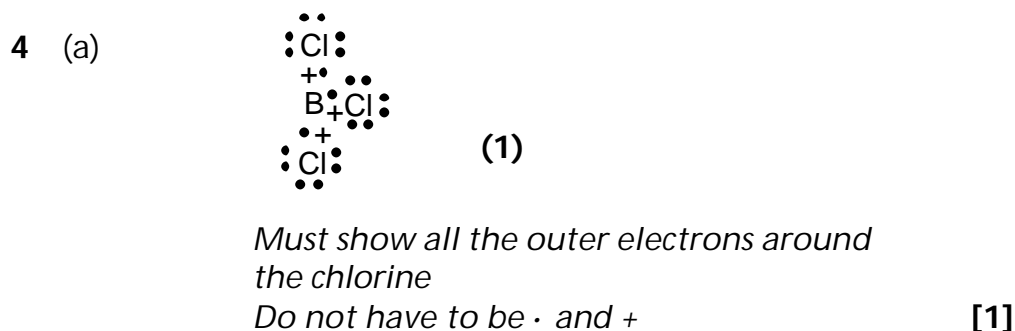 4 (a)
Cl
+
B + Cl
+
Cl
(1)
Must show all the outer electrons around
the chlorine
Do not have to be · and + [1]